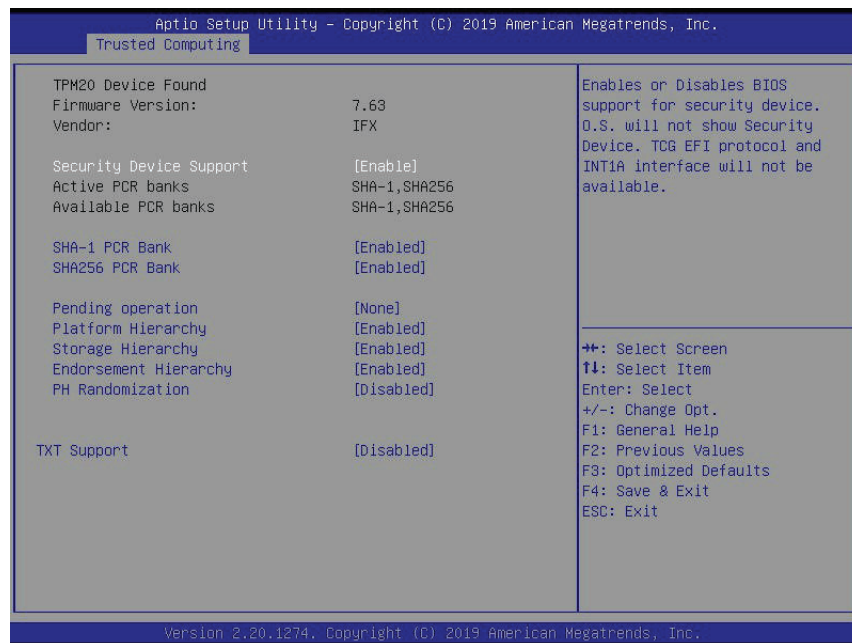 Aptio Setup Utility – Copyright (C) 2019 American Megatrends, Inc.
Trusted Computing
TPM20 Device Found
Firmware Version: 7.63
Vendor: IFX
Security Device Support [Enable]
Active PCR banks SHA-1,SHA256
Available PCR banks SHA-1,SHA256
SHA-1 PCR Bank [Enabled]
SHA256 PCR Bank [Enabled]
Pending operation [None]
Platform Hierarchy [Enabled]
Storage Hierarchy [Enabled]
Endorsement Hierarchy [Enabled]
PH Randomization [Disabled]
TXT Support [Disabled]
Enables or Disables BIOS
support for security device.
O.S. will not show Security
Device. TCG EFI protocol and
INT1A interface will not be
available.
→←: Select Screen
↑↓: Select Item
Enter: Select
+/-: Change Opt.
F1: General Help
F2: Previous Values
F3: Optimized Defaults
F4: Save & Exit
ESC: Exit
Version 2.20.1274. Copyright (C) 2019 American Megatrends, Inc.